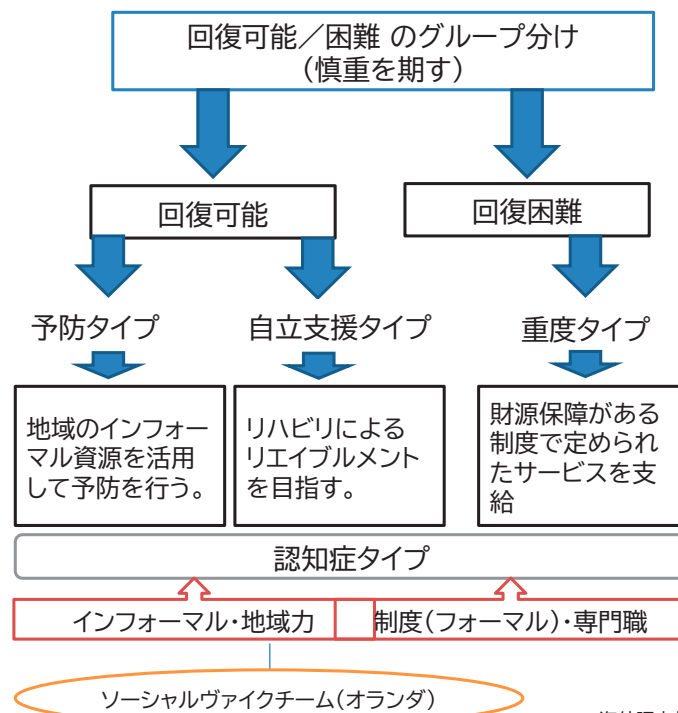 回復可能／困難 のグループ分け
（慎重を期す）
回復可能
回復困難
予防タイプ
自立支援タイプ
重度タイプ
地域のインフォー
マル資源を活用
して予防を行う。
リハビリによる
リエイブルメント
を目指す。
財源保障がある
制度で定められ
たサービスを支
給
認知症タイプ
インフォーマル・地域力
制度（フォーマル）・専門職
ソーシャルヴァイクチーム（オランダ）